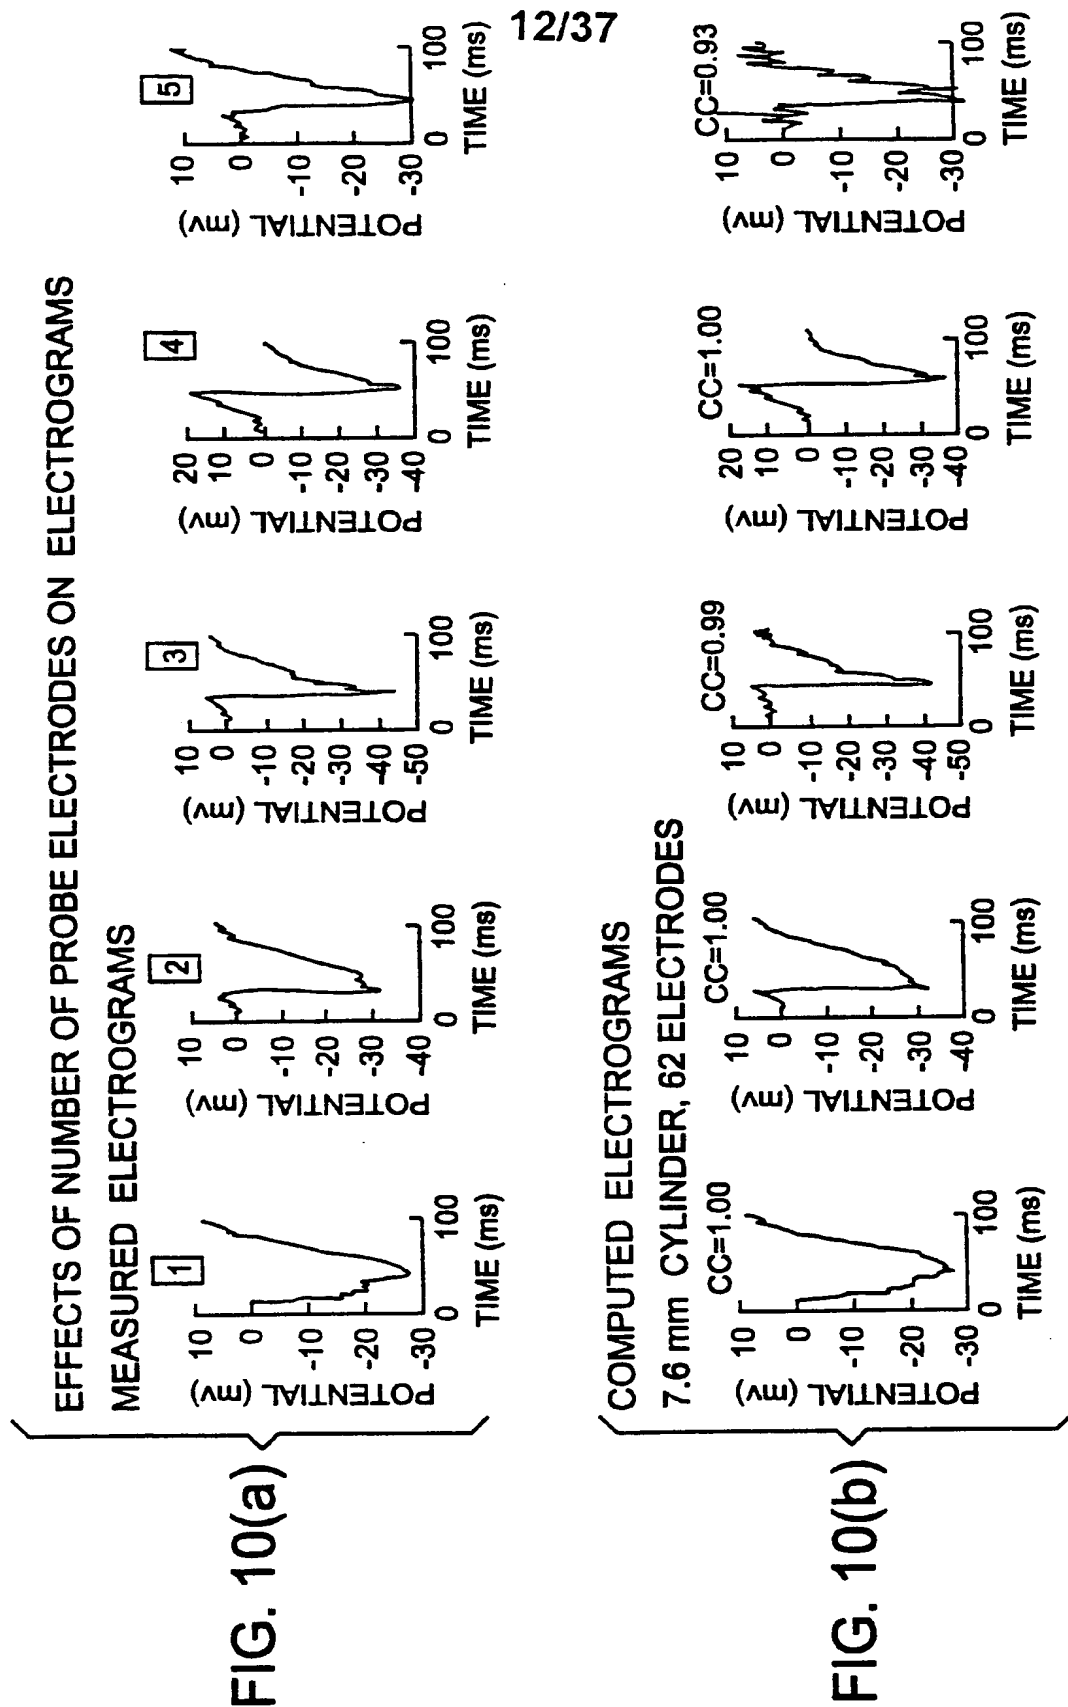 12/37
EFFECTS OF NUMBER OF PROBE ELECTRODES ON ELECTROGRAMS
MEASURED ELECTROGRAMS
FIG. 10(a)
1
POTENTIAL (mv)
10
0
-10
-20
-30
0
100
TIME (ms)
2
POTENTIAL (mv)
10
0
-10
-20
-30
-40
0
100
TIME (ms)
3
POTENTIAL (mv)
10
0
-10
-20
-30
-40
-50
0
100
TIME (ms)
4
POTENTIAL (mv)
20
10
0
-10
-20
-30
-40
0
100
TIME (ms)
5
POTENTIAL (mv)
10
0
-10
-20
-30
0
100
TIME (ms)
COMPUTED ELECTROGRAMS
7.6 mm CYLINDER, 62 ELECTRODES
FIG. 10(b)
CC=1.00
POTENTIAL (mv)
10
0
-10
-20
-30
0
100
TIME (ms)
CC=1.00
POTENTIAL (mv)
10
0
-10
-20
-30
-40
0
100
TIME (ms)
CC=0.99
POTENTIAL (mv)
10
0
-10
-20
-30
-40
-50
0
100
TIME (ms)
CC=1.00
POTENTIAL (mv)
20
10
0
-10
-20
-30
-40
0
100
TIME (ms)
CC=0.93
POTENTIAL (mv)
10
0
-10
-20
-30
0
100
TIME (ms)